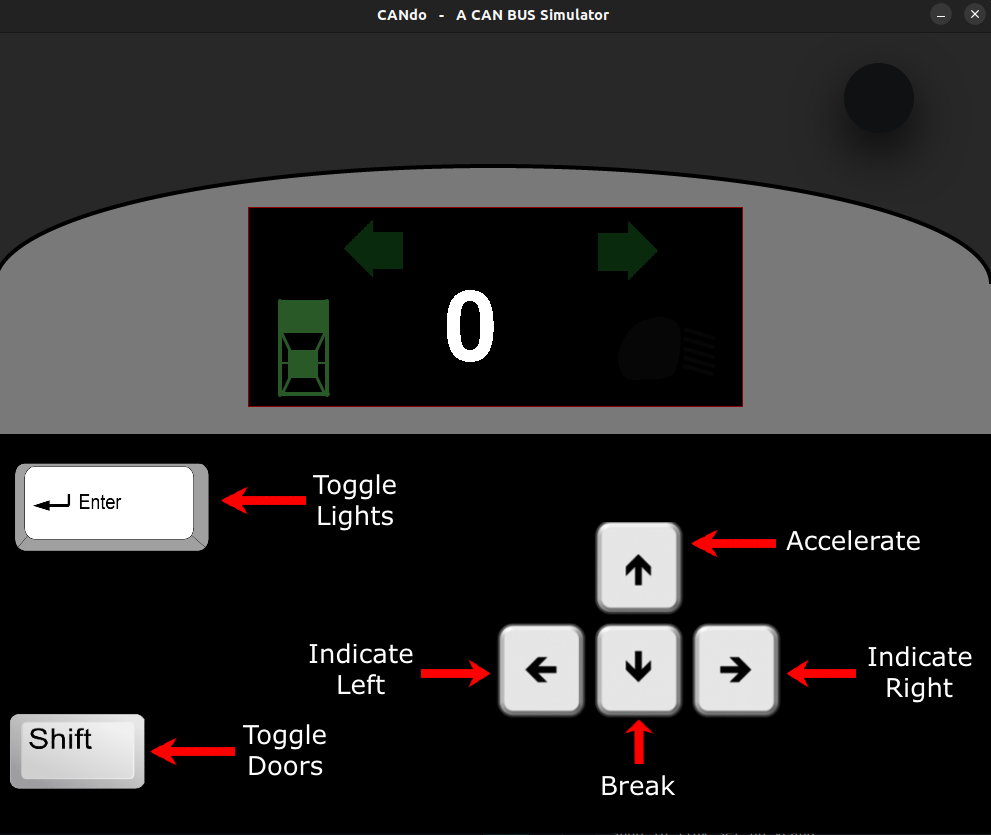 CANdo - A CAN BUS Simulator
0
Enter
Toggle
Lights
Accelerate
Indicate
Left
Indicate
Right
Shift
Toggle
Doors
Break